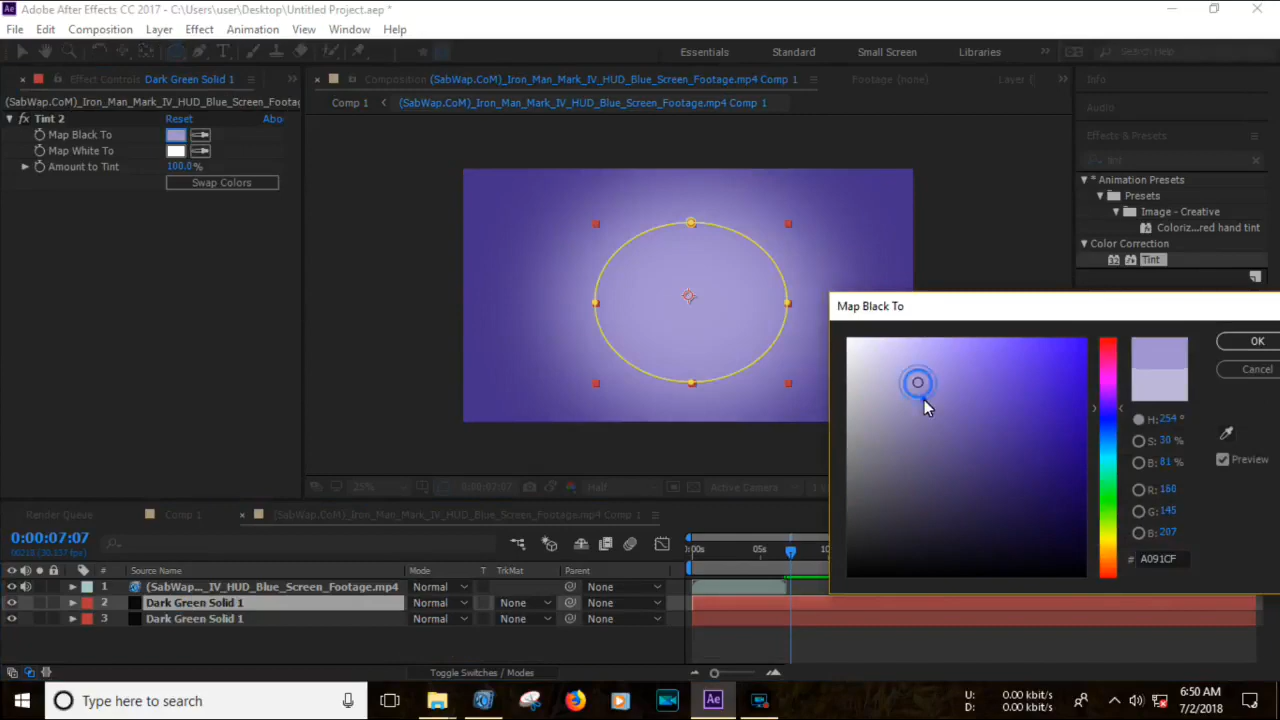 Adobe After Effects CC 2017 - C:\Users\user\Desktop\Untitled Project.aep *
File Edit Composition Layer Effect Animation View Window Help
Essentials Standard Small Screen Libraries » Search Help
Effect Controls Dark Green Solid 1 »
Composition (SabWap.CoM)_Iron_Man_Mark_IV_HUD_Blue_Screen_Footage.mp4 Comp 1 Footage (none) Layer ( »
Info
(SabWap.CoM)_Iron_Man_Mark_IV_HUD_Blue_Screen_Foota
Comp 1 (SabWap.CoM)_Iron_Man_Mark_IV_HUD_Blue_Screen_Footage.mp4 Comp 1
Audio
fx Tint 2 Reset Abo
Map Black To
Map White To
Amount to Tint 100.0%
Swap Colors
Effects & Presets
tint
* Animation Presets
Presets
Image - Creative
Coloriz...red hand tint
Color Correction
32 Tint
Map Black To
OK
Cancel
H: 254 °
S: 30 %
B: 81 %
Preview
R: 160
G: 145
B: 207
# A091CF
25% 0:00:07:07 Half Active Camera
Render Queue Comp 1 (SabWap.CoM)_Iron_Man_Mark_IV_HUD_Blue_Screen_Footage.mp4 Comp 1
0:00:07:07
00218 (30.137 fps)
0:00s 05s
# Source Name Mode T TrkMat Parent
1 (SabWap..._IV_HUD_Blue_Screen_Footage.mp4 Normal None
2 Dark Green Solid 1 Normal None None
3 Dark Green Solid 1 Normal None None
Toggle Switches / Modes
Type here to search
Ae
U: 0.00 kbit/s
D: 0.00 kbit/s
6:50 AM
7/2/2018